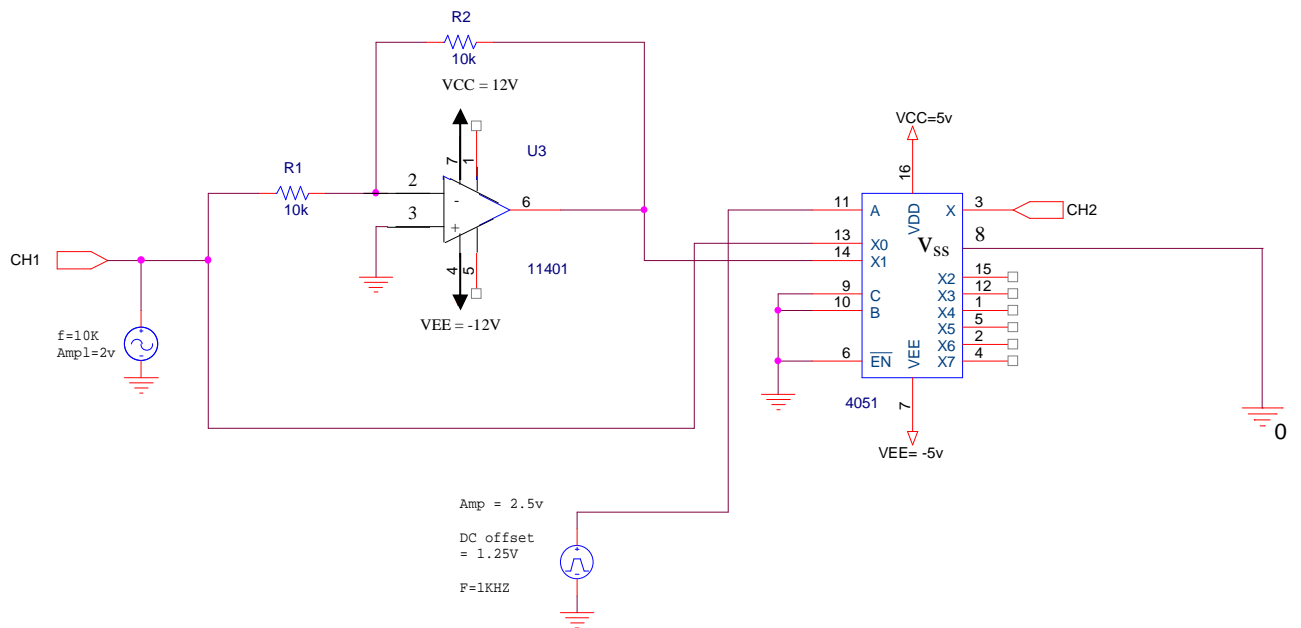 R2
10k
VCC = 12V
U3
7
1
R1
10k
2
-
3
+
6
4
5
11401
VEE = -12V
CH1
f=10K
Ampl=2v
VCC=5v
16
11
A
VDD
X
3
CH2
13
X0
VSS
8
14
X1
15
X2
9
C
12
X3
10
B
1
X4
5
X5
6
EN
VEE
2
X6
4
X7
4051
7
VEE= -5v
0
Amp = 2.5v
DC offset
= 1.25V
F=1KHZ